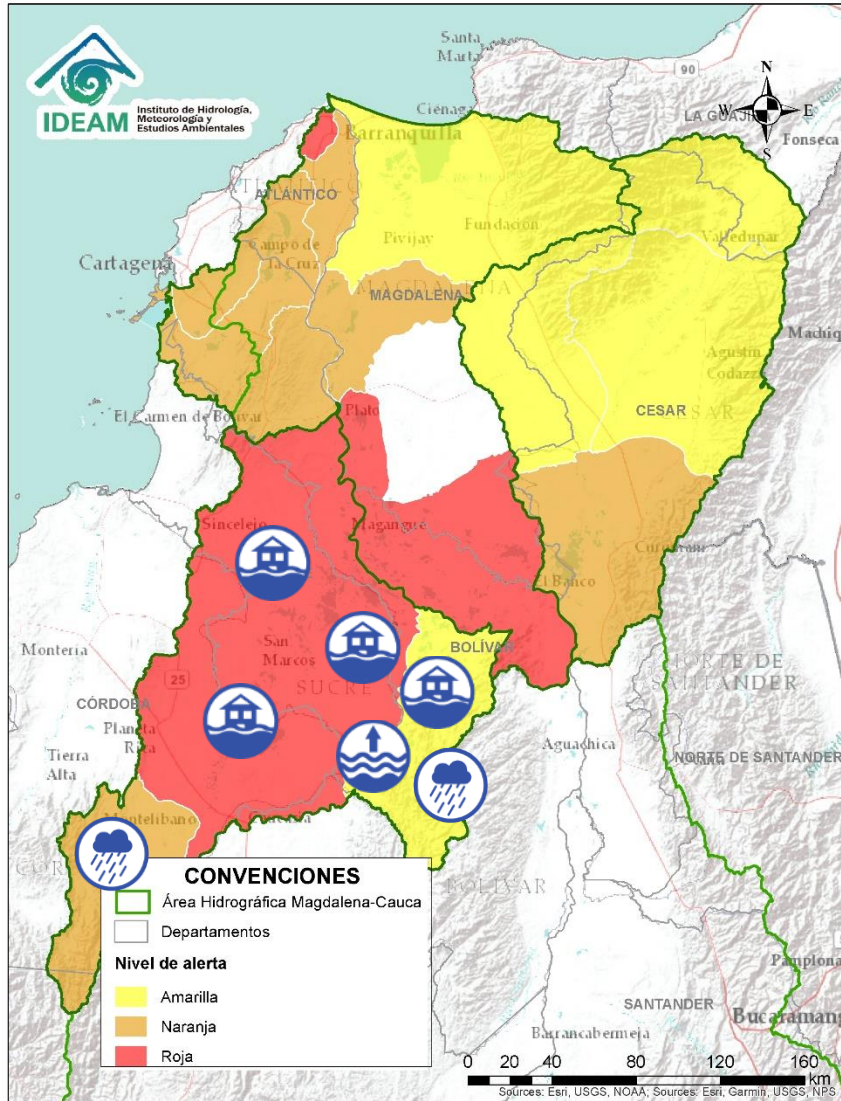 IDEAM
Instituto de Hidrología,
Meteorología y
Estudios Ambientales
Santa
Marta
90
N
W
E
S
LA GUAJI
Fonseca
Ciénaga
Barranquilla
ATLÁNTICO
Campo de
la Cruz
Pivijay
Fundación
Valledupar
Cartagena
MAGDALENA
Agustín
Codazzi
Machiq
El Carmen de Bolívar
Plato
CESAR
Sincelejo
Magangué
Curumaní
El Banco
Montería
25
San
Marcos
BOLÍVAR
SUCRE
NORTE DE
SANTANDER
CÓRDOBA
Planeta
Rica
Tierra
Alta
Aguachica
NORTE DE SANTANDER
Montelíbano
BOLÍVAR
CONVENCIONES
Área Hidrográfica Magdalena-Cauca
Departamentos
Nivel de alerta
Amarilla
Naranja
Roja
Pamplona
SANTANDER
Bucaramang
Barrancabermeja
0 20 40 80 120 160
km
Sources: Esri, USGS, NOAA; Sources: Esri, Garmin, USGS, NPS